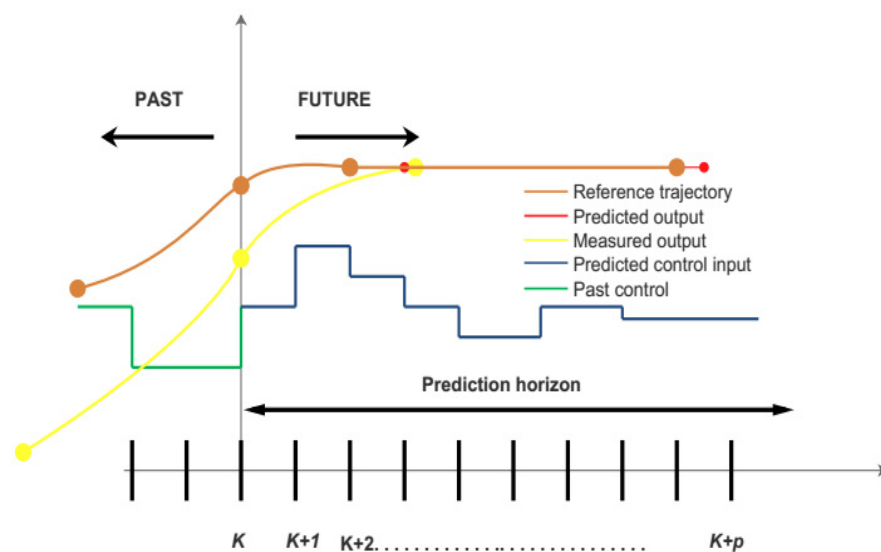 PAST
FUTURE
Reference trajectory
Predicted output
Measured output
Predicted control input
Past control
Prediction horizon
K K+1 K+2. . . . . . . . . . . . .. . . . . . . . . . . . . . . . . . K+p